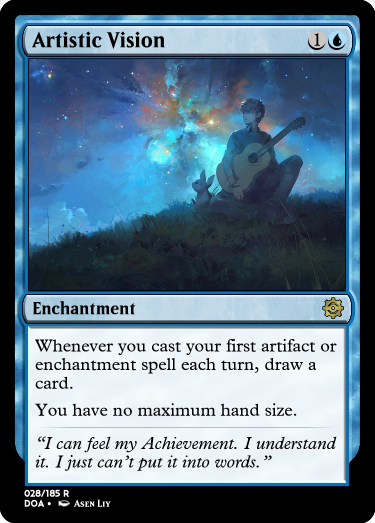 Artistic Vision 1
Enchantment
Whenever you cast your first artifact or
enchantment spell each turn, draw a
card.
You have no maximum hand size.
“I can feel my Achievement. I understand
it. I just can’t put it into words.”
028/185 R
DOA • Asen Liy